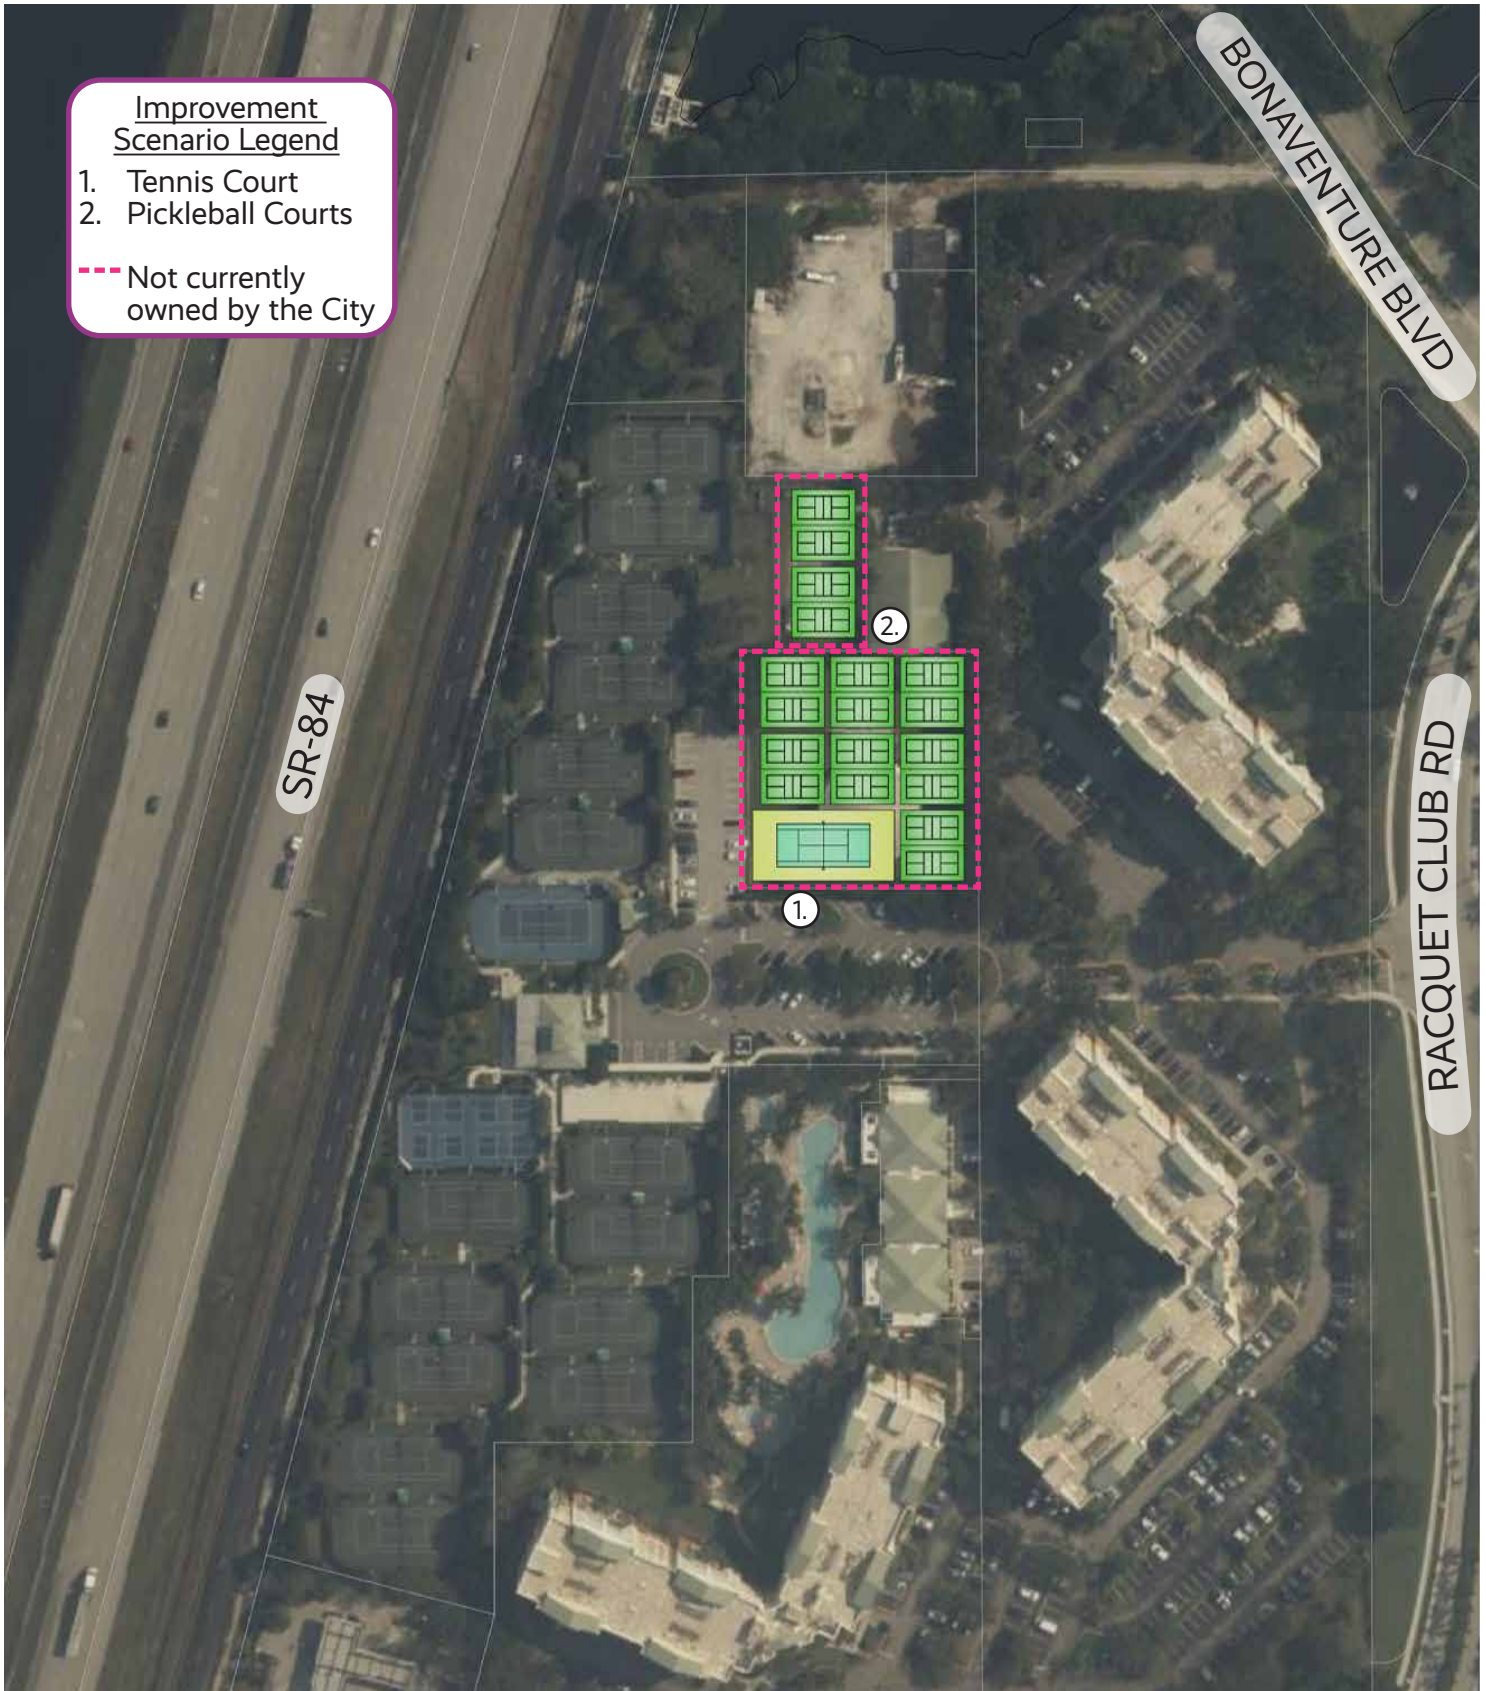 Improvement
Scenario Legend
1. Tennis Court
2. Pickleball Courts
Not currently
owned by the City
BONAVENTURE BLVD
SR-84
2.
1.
RACQUET CLUB RD